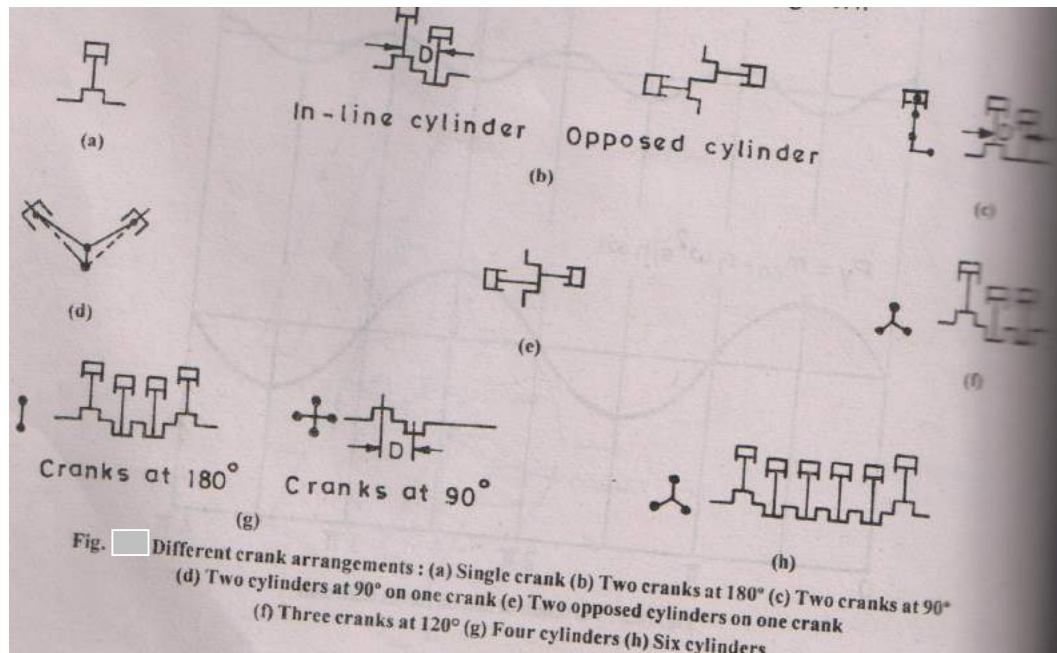 D
(a)
In-line cylinder
Opposed cylinder
(b)
D
(c)
(d)
(e)
(f)
Cranks at 180°
D
Cranks at 90°
(g)
(h)
Fig. Different crank arrangements : (a) Single crank (b) Two cranks at 180° (c) Two cranks at 90°
(d) Two cylinders at 90° on one crank (e) Two opposed cylinders on one crank
(f) Three cranks at 120° (g) Four cylinders (h) Six cylinders